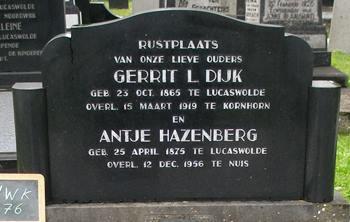 RUSTPLAATS
VAN ONZE LIEVE OUDERS
GERRIT L. DIJK
GEB. 23 OCT. 1865 TE LUCASWOLDE
OVERL. 15 MAART 1919 TE KORNHORN
EN
ANTJE HAZENBERG
GEB. 25 APRIL 1875 TE LUCASWOLDE
OVERL. 12 DEC. 1956 TE NUIS
WK
76